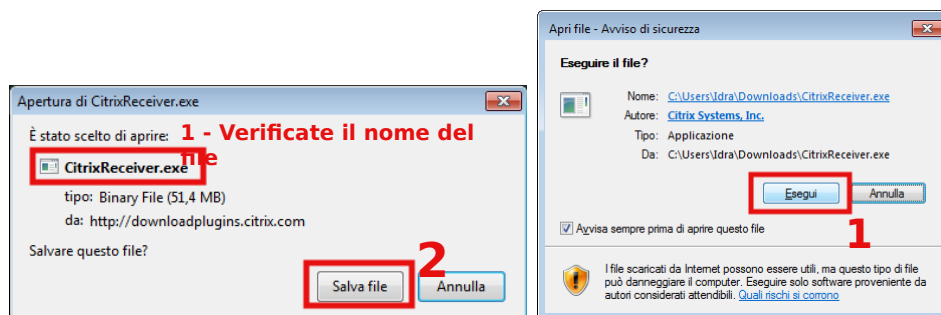 Apertura di CitrixReceiver.exe
È stato scelto di aprire:
1 - Verificate il nome del
file
CitrixReceiver.exe
tipo: Binary File (51,4 MB)
da: http://downloadplugins.citrix.com
Salvare questo file?
2
Salva file
Annulla
Apri file - Avviso di sicurezza
Eseguire il file?
Nome: C:\Users\Idra\Downloads\CitrixReceiver.exe
Autore: Citrix Systems, Inc.
Tipo: Applicazione
Da: C:\Users\Idra\Downloads\CitrixReceiver.exe
Esegui
Annulla
1
Avvisa sempre prima di aprire questo file
I file scaricati da Internet possono essere utili, ma questo tipo di file
può danneggiare il computer. Eseguire solo software proveniente da
autori considerati attendibili. Quali rischi si corrono